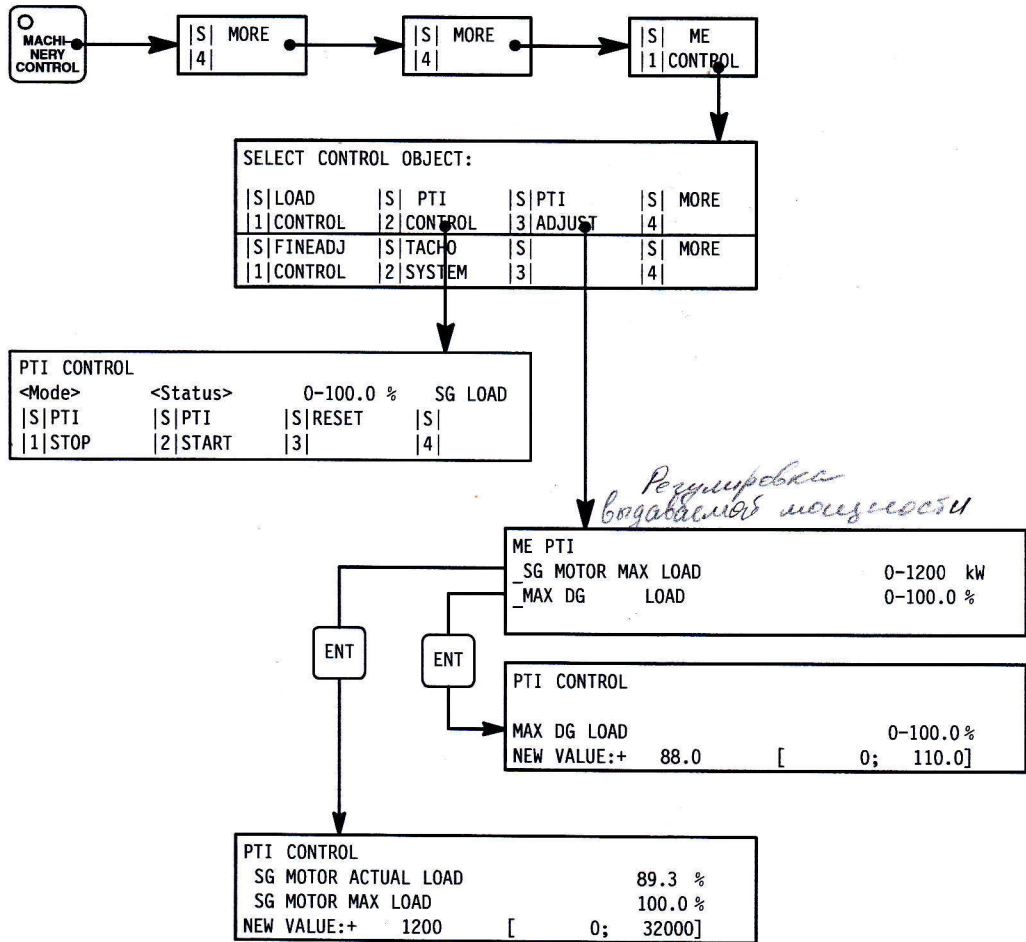 MACHI-
NERY
CONTROL
|S| MORE
|4|
|S| MORE
|4|
|S| ME
|1|CONTROL
SELECT CONTROL OBJECT:
|S|LOAD |S| PTI |S|PTI |S| MORE
|1|CONTROL |2|CONTROL |3|ADJUST |4|
|S|FINEADJ |S|TACHO |S| |S| MORE
|1|CONTROL |2|SYSTEM |3| |4|
PTI CONTROL
<Mode> <Status> 0-100.0 % SG LOAD
|S|PTI |S|PTI |S|RESET |S|
|1|STOP |2|START |3| |4|
Регулировка
выдаваемой мощности
ME PTI
_SG MOTOR MAX LOAD 0-1200 kW
_MAX DG LOAD 0-100.0 %
ENT
ENT
PTI CONTROL
MAX DG LOAD 0-100.0%
NEW VALUE:+ 88.0 [ 0; 110.0]
PTI CONTROL
SG MOTOR ACTUAL LOAD 89.3 %
SG MOTOR MAX LOAD 100.0 %
NEW VALUE:+ 1200 [ 0; 32000]